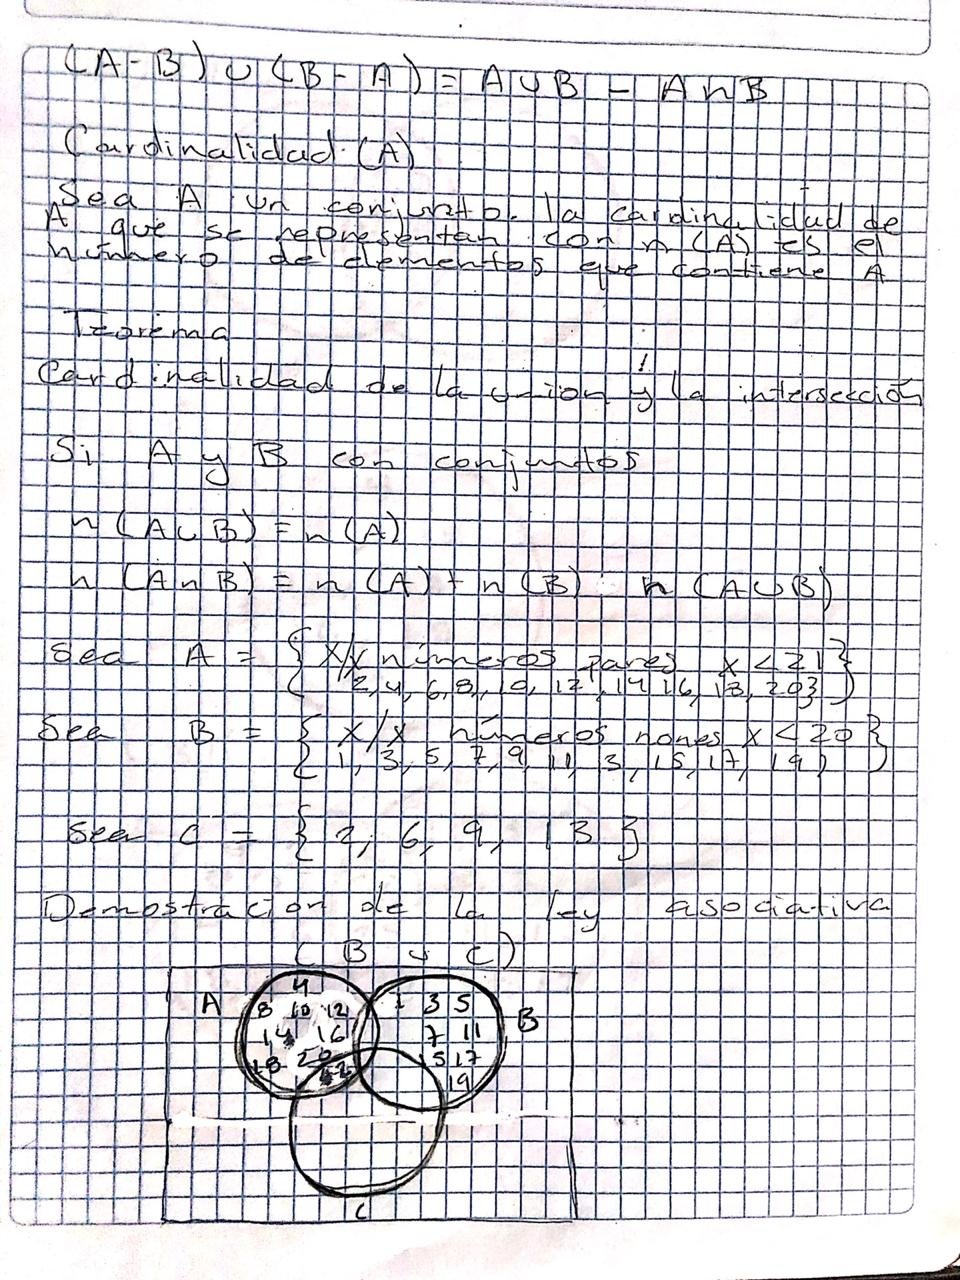 (A-B) ∪ (B-A) = A∪B - A∩B
Cardinalidad (A)
Sea A un conjunto. la cardinalidad de
A que se representan con n (A) es el
número de elementos que contiene A
Teorema
Cardinalidad de la union y la intersección
Si A y B con conjuntos
n (A∪B) = n (A)
n (A∩B) = n (A) + n (B) - n (A∪B)
Sea A = { x/x números pares x < 21 }
2, 4, 6, 8, 10, 12, 14 16, 18, 20}
Sea B = { x/x números nones x < 20 }
1, 3, 5, 7, 9, 11, 3, 15, 17, 19}
Sea C = { 2, 6, 9, 13 }
Demostracion de la ley asociativa
(B ∪ C)
A
4
8 10 12
14 16
18 20
2
1 3 5
7 11
15 17
19
B
C